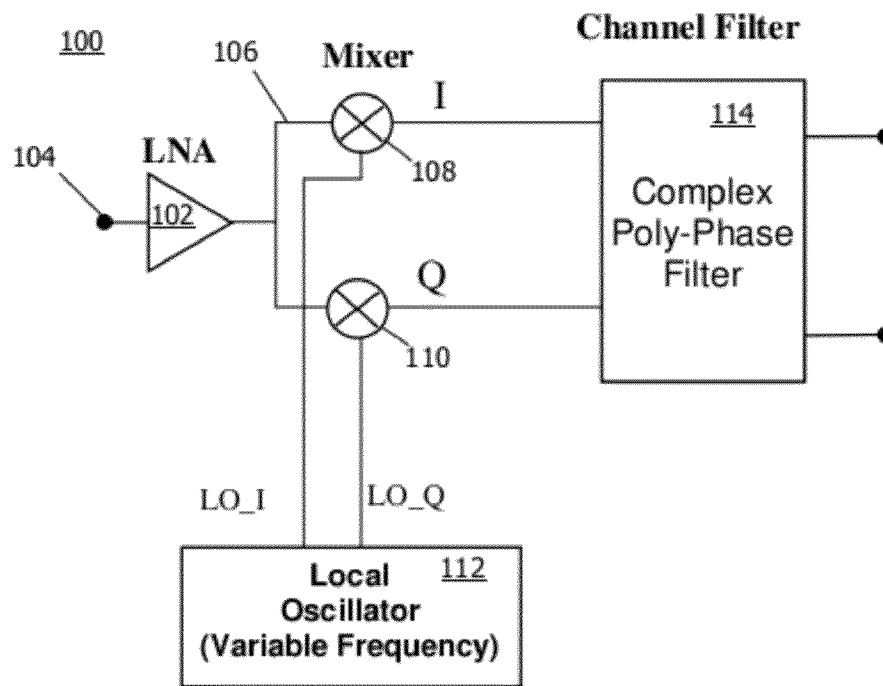 100
106
Mixer
Channel Filter
I
114
104
LNA
108
102
Complex
Poly-Phase
Filter
Q
110
LO_I
LO_Q
112
Local
Oscillator
(Variable Frequency)